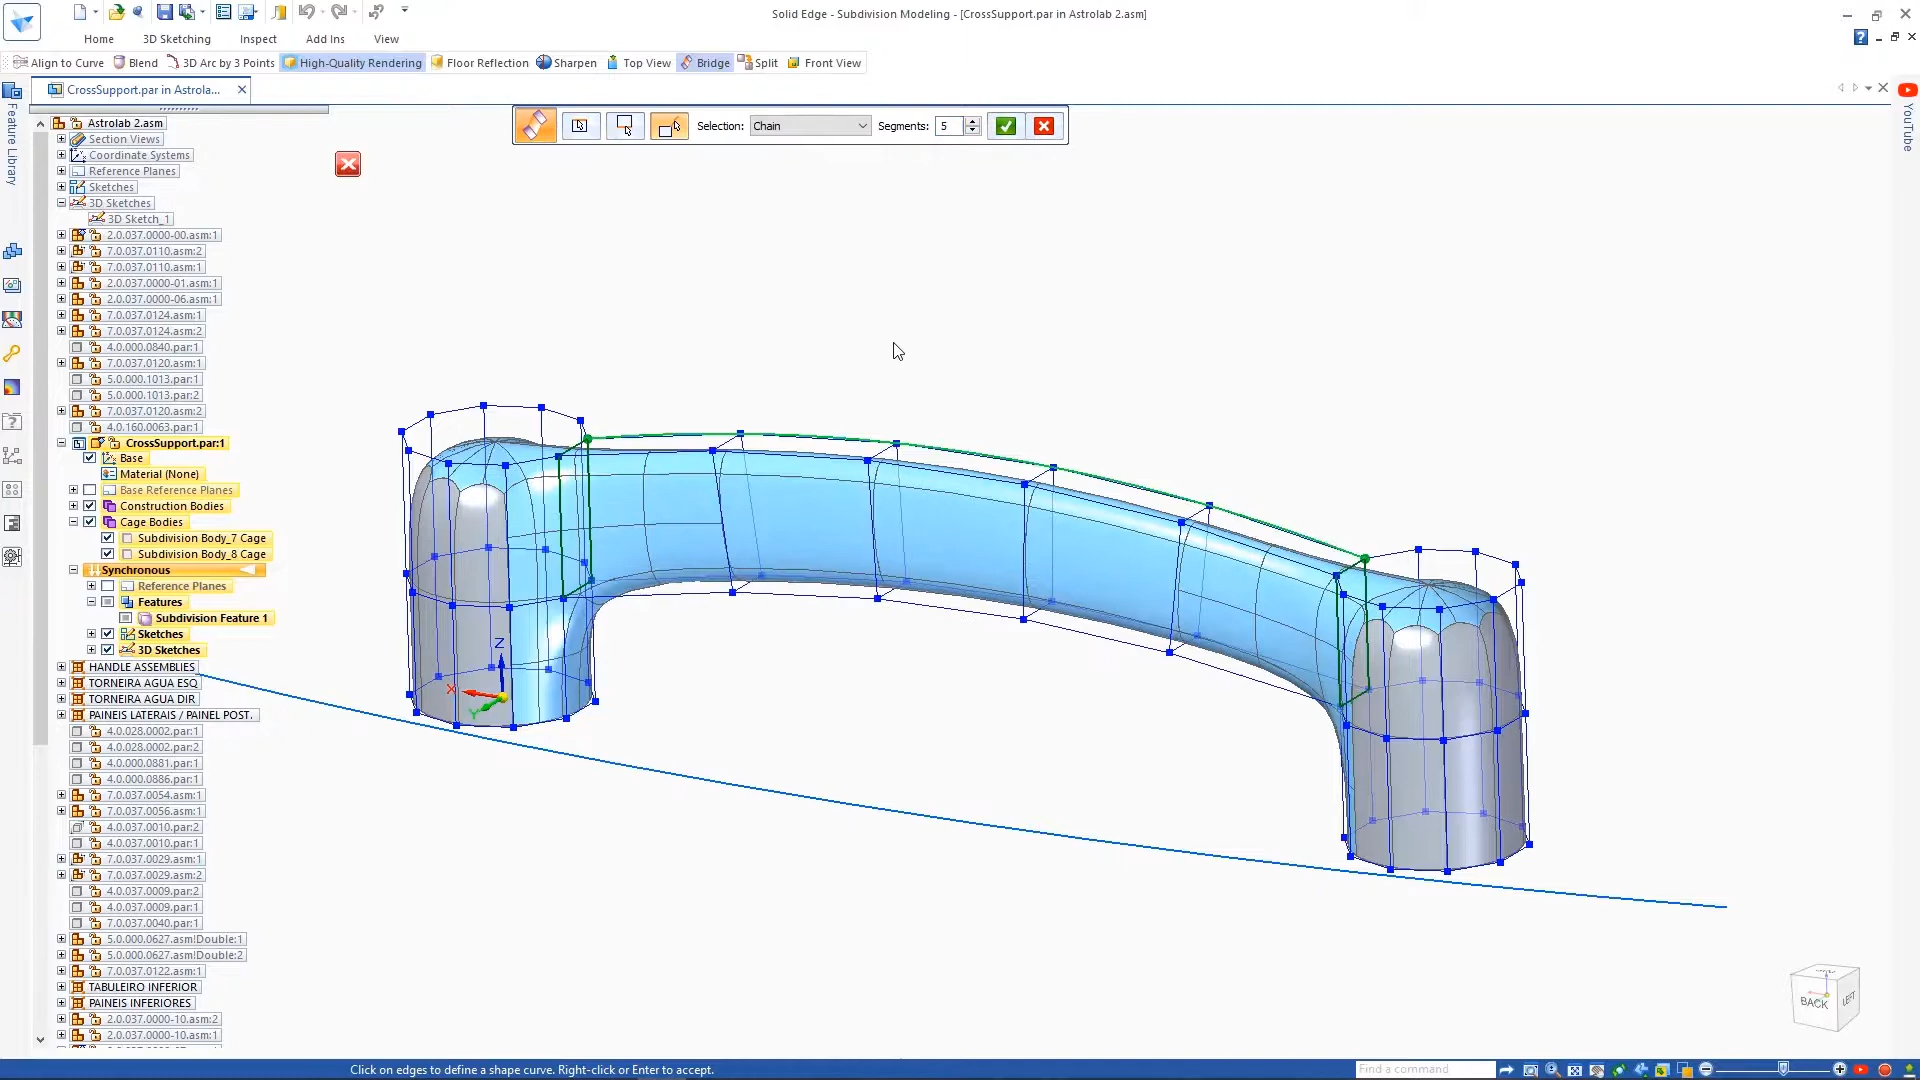 Solid Edge - Subdivision Modeling - [CrossSupport.par in Astrolab 2.asm]
Home
3D Sketching
Inspect
Add Ins
View
Align to Curve
Blend
3D Arc by 3 Points
High-Quality Rendering
Floor Reflection
Sharpen
Top View
Bridge
Split
Front View
CrossSupport.par in Astrola...
Selection:
Chain
Segments:
5
Feature Library
YouTube
Astrolab 2.asm
Section Views
Coordinate Systems
Reference Planes
Sketches
3D Sketches
3D Sketch_1
2.0.037.0000-00.asm:1
7.0.037.0110.asm:2
7.0.037.0110.asm:1
2.0.037.0000-01.asm:1
2.0.037.0000-06.asm:1
7.0.037.0124.asm:1
7.0.037.0124.asm:2
4.0.000.0840.par:1
7.0.037.0120.asm:1
5.0.000.1013.par:1
5.0.000.1013.par:2
7.0.037.0120.asm:2
4.0.160.0063.par:1
CrossSupport.par:1
Base
Material (None)
Base Reference Planes
Construction Bodies
Cage Bodies
Subdivision Body_7 Cage
Subdivision Body_8 Cage
Synchronous
Reference Planes
Features
Subdivision Feature 1
Sketches
3D Sketches
HANDLE ASSEMBLIES
TORNEIRA AGUA ESQ
TORNEIRA AGUA DIR
PAINEIS LATERAIS / PAINEL POST.
4.0.028.0002.par:1
4.0.028.0002.par:2
4.0.000.0881.par:1
4.0.000.0886.par:1
7.0.037.0054.asm:1
7.0.037.0056.asm:1
4.0.037.0010.par:2
4.0.037.0010.par:1
7.0.037.0029.asm:1
7.0.037.0029.asm:2
4.0.037.0009.par:2
4.0.037.0009.par:1
7.0.037.0040.par:1
5.0.000.0627.asm!Double:1
5.0.000.0627.asm!Double:2
7.0.037.0122.asm:1
TABULEIRO INFERIOR
PAINEIS INFERIORES
2.0.037.0000-10.asm:2
2.0.037.0000-10.asm:1
Z
X
Y
BACK
LEFT
Click on edges to define a shape curve. Right-click or Enter to accept.
Find a command